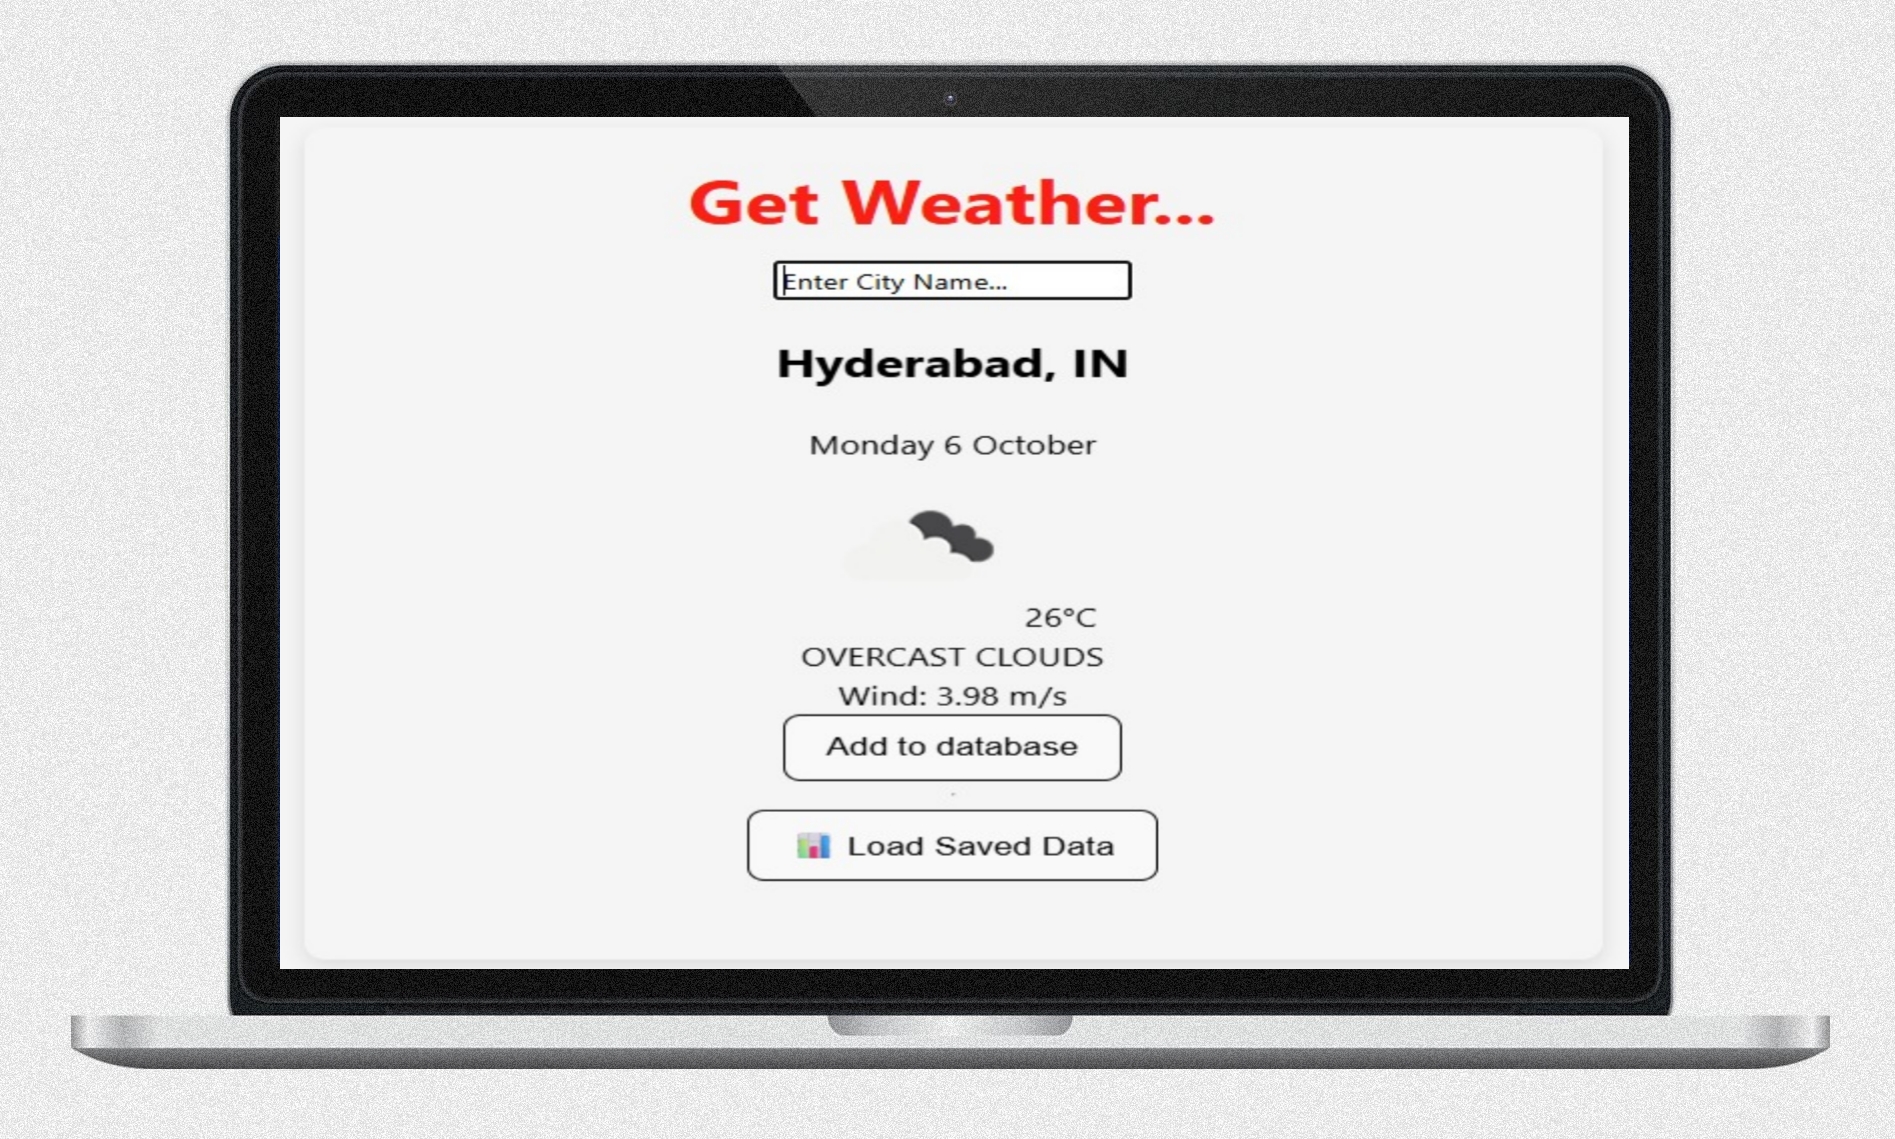 Get Weather...
Enter City Name...
Hyderabad, IN
Monday 6 October
26°C
OVERCAST CLOUDS
Wind: 3.98 m/s
Add to database
Load Saved Data